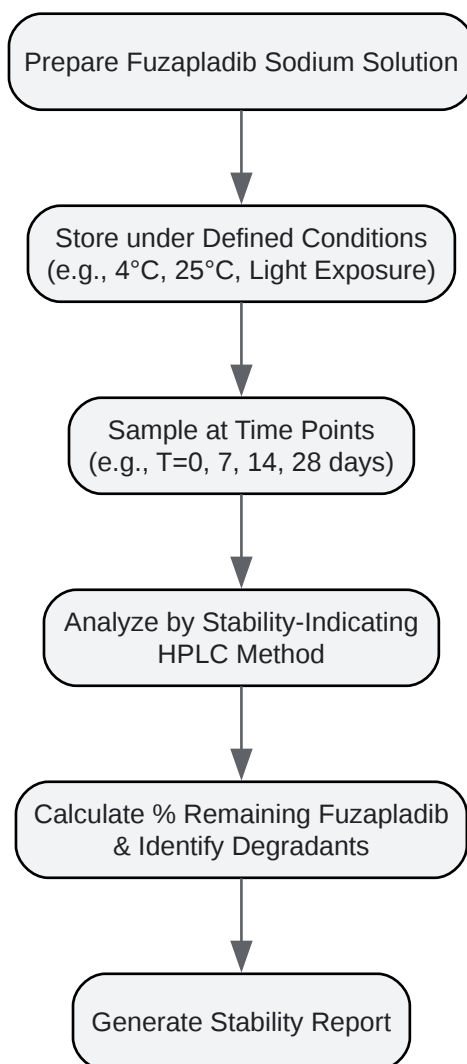 Prepare Fuzapladib Sodium Solution
Store under Defined Conditions
(e.g., 4°C, 25°C, Light Exposure)
Sample at Time Points
(e.g., T=0, 7, 14, 28 days)
Analyze by Stability-Indicating
HPLC Method
Calculate % Remaining Fuzapladib
& Identify Degradants
Generate Stability Report